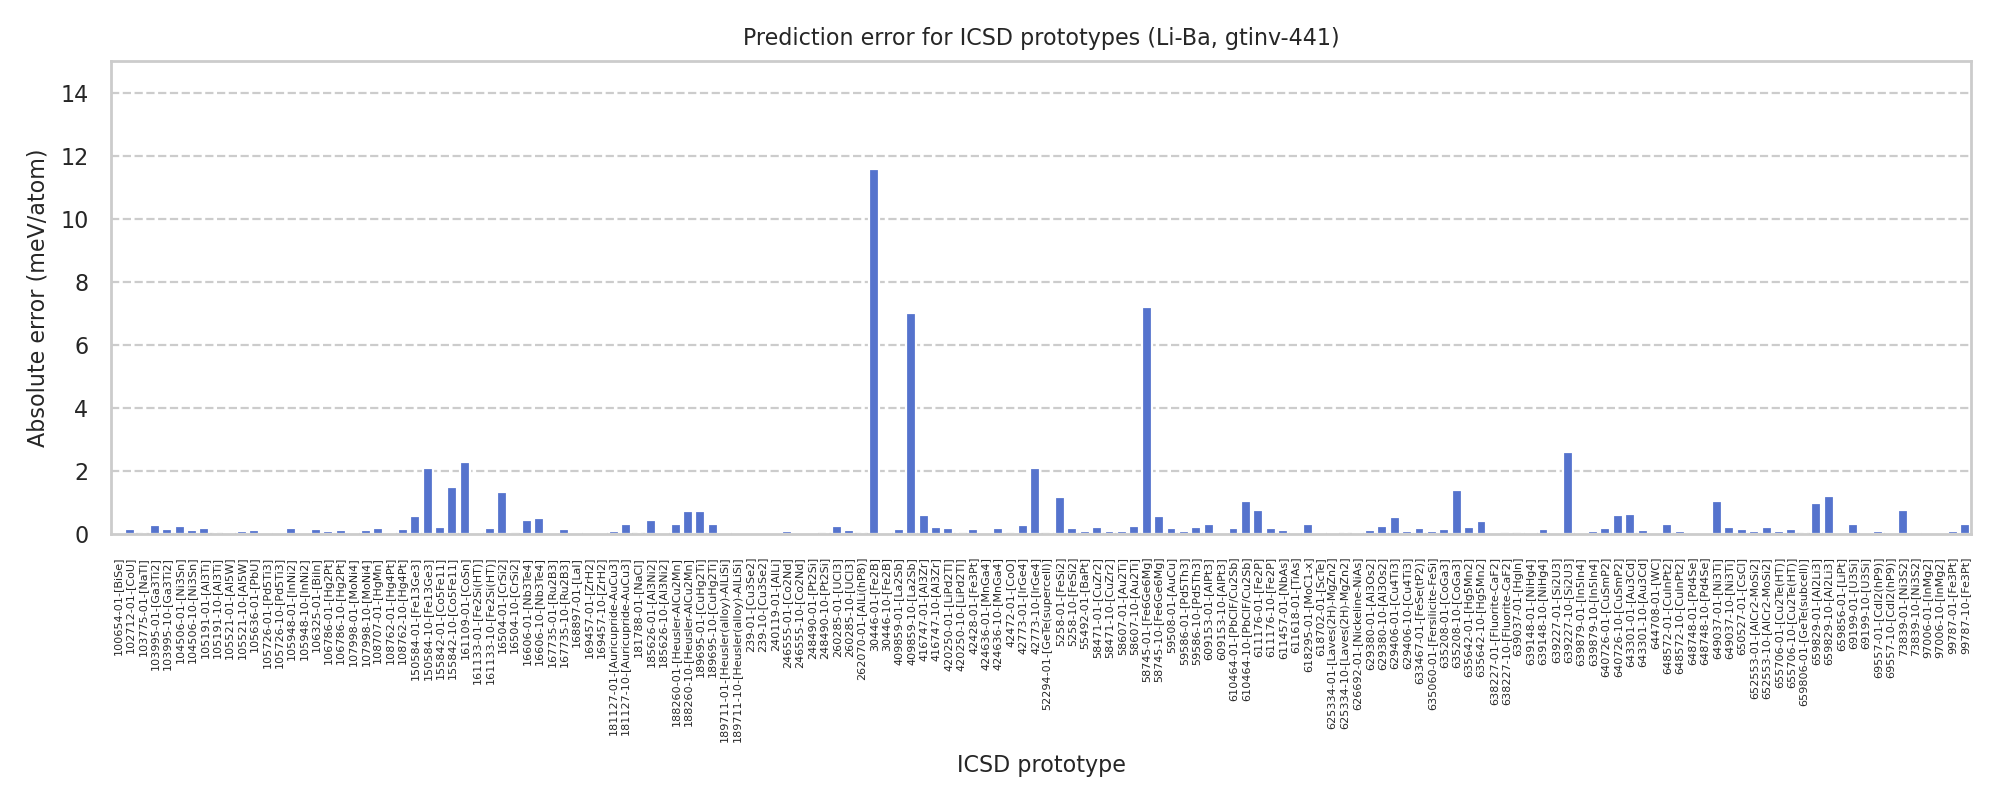 Prediction error for ICSD prototypes (Li-Ba, gtinv-441)
Absolute error (meV/atom)
14
12
10
8
6
4
2
0
100654-01-[BiSe]
102712-01-[CoU]
103775-01-[NaTl]
103995-01-[Ga3Ti2]
103995-10-[Ga3Ti2]
104506-01-[Ni3Sn]
104506-10-[Ni3Sn]
105191-01-[Al3Ti]
105191-10-[Al3Ti]
105521-01-[Al5W]
105521-10-[Al5W]
105636-01-[PbU]
105726-01-[Pd5Ti3]
105726-10-[Pd5Ti3]
105948-01-[InNi2]
105948-10-[InNi2]
106325-01-[BiIn]
106786-01-[Hg2Pt]
106786-10-[Hg2Pt]
107998-01-[MoNi4]
107998-10-[MoNi4]
108707-01-[HgMn]
108762-01-[Hg4Pt]
108762-10-[Hg4Pt]
150584-01-[Fe13Ge3]
150584-10-[Fe13Ge3]
155842-01-[Co5Fe11]
155842-10-[Co5Fe11]
161109-01-[CoSn]
161133-01-[Fe2Si(HT)]
161133-10-[Fe2Si(HT)]
16504-01-[CrSi2]
16504-10-[CrSi2]
16606-01-[Nb3Te4]
16606-10-[Nb3Te4]
167735-01-[Ru2B3]
167735-10-[Ru2B3]
168897-01-[LaI]
169457-01-[ZrH2]
169457-10-[ZrH2]
181127-01-[Auricupride-AuCu3]
181127-10-[Auricupride-AuCu3]
181788-01-[NaCl]
185626-01-[Al3Ni2]
185626-10-[Al3Ni2]
188260-01-[Heusler-AlCu2Mn]
188260-10-[Heusler-AlCu2Mn]
189695-01-[CuHg2Ti]
189695-10-[CuHg2Ti]
189711-01-[Heusler(alloy)-AlLiSi]
189711-10-[Heusler(alloy)-AlLiSi]
239-01-[Cu3Se2]
239-10-[Cu3Se2]
240119-01-[AlLi]
246555-01-[Co2Nd]
246555-10-[Co2Nd]
248490-01-[Pt2Si]
248490-10-[Pt2Si]
260285-01-[UCl3]
260285-10-[UCl3]
262070-01-[AlLi(hP8)]
30446-01-[Fe2B]
30446-10-[Fe2B]
409859-01-[La2Sb]
409859-10-[La2Sb]
416747-01-[Al3Zr]
416747-10-[Al3Zr]
420250-01-[LiPd2Tl]
420250-10-[LiPd2Tl]
42428-01-[Fe3Pt]
424636-01-[MnGa4]
424636-10-[MnGa4]
42472-01-[CoO]
42773-01-[IrGe4]
42773-10-[IrGe4]
52294-01-[GeTe(supercell)]
5258-01-[FeSi2]
5258-10-[FeSi2]
55492-01-[BaPt]
58471-01-[CuZr2]
58471-10-[CuZr2]
58607-01-[Au2Ti]
58607-10-[Au2Ti]
58745-01-[Fe6Ge6Mg]
58745-10-[Fe6Ge6Mg]
59508-01-[AuCu]
59586-01-[Pd5Th3]
59586-10-[Pd5Th3]
609153-01-[AlPt3]
609153-10-[AlPt3]
610464-01-[PbClF/Cu2Sb]
610464-10-[PbClF/Cu2Sb]
611176-01-[Fe2P]
611176-10-[Fe2P]
611457-01-[NbAs]
611618-01-[TiAs]
618295-01-[MoC1-x]
618702-01-[ScTe]
625334-01-[Laves(2H)-MgZn2]
625334-10-[Laves(2H)-MgZn2]
626692-01-[Nickeline-NiAs]
629380-01-[Al3Os2]
629380-10-[Al3Os2]
629406-01-[Cu4Ti3]
629406-10-[Cu4Ti3]
633467-01-[FeSe(tP2)]
635060-01-[Fersilicite-FeSi]
635208-01-[CoGa3]
635208-10-[CoGa3]
635642-01-[Hg5Mn2]
635642-10-[Hg5Mn2]
638227-01-[Fluorite-CaF2]
638227-10-[Fluorite-CaF2]
639037-01-[HgIn]
639148-01-[NiHg4]
639148-10-[NiHg4]
639227-01-[Si2U3]
639227-10-[Si2U3]
639879-01-[In5In4]
639879-10-[In5In4]
640726-01-[CuSmP2]
640726-10-[CuSmP2]
643301-01-[Au3Cd]
643301-10-[Au3Cd]
644708-01-[WC]
648572-01-[CuInPt2]
648572-10-[CuInPt2]
648748-01-[Pd4Se]
648748-10-[Pd4Se]
649037-01-[Ni3Ti]
649037-10-[Ni3Ti]
650527-01-[CsCl]
652553-01-[AlCr2-MoSi2]
652553-10-[AlCr2-MoSi2]
655706-01-[Cu2Te(HT)]
655706-10-[Cu2Te(HT)]
659806-01-[GeTe(subcell)]
659829-01-[Al2Li3]
659829-10-[Al2Li3]
659856-01-[LiPt]
69199-01-[U3Si]
69199-10-[U3Si]
69557-01-[CdI2(hP9)]
69557-10-[CdI2(hP9)]
73839-01-[Ni3S2]
73839-10-[Ni3S2]
97006-01-[InMg2]
97006-10-[InMg2]
99787-01-[Fe3Pt]
99787-10-[Fe3Pt]
ICSD prototype